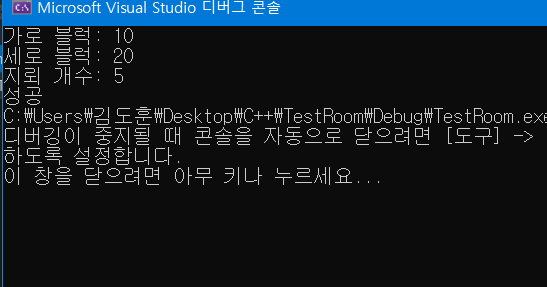 Microsoft Visual Studio 디버그 콘솔
가로 블럭: 10
세로 블럭: 20
지뢰 개수: 5
성공
C:\Users\김도훈\Desktop\C++\TestRoom\Debug\TestRoom.exe
디버깅이 중지될 때 콘솔을 자동으로 닫으려면 [도구] ->
하도록 설정합니다.
이 창을 닫으려면 아무 키나 누르세요...